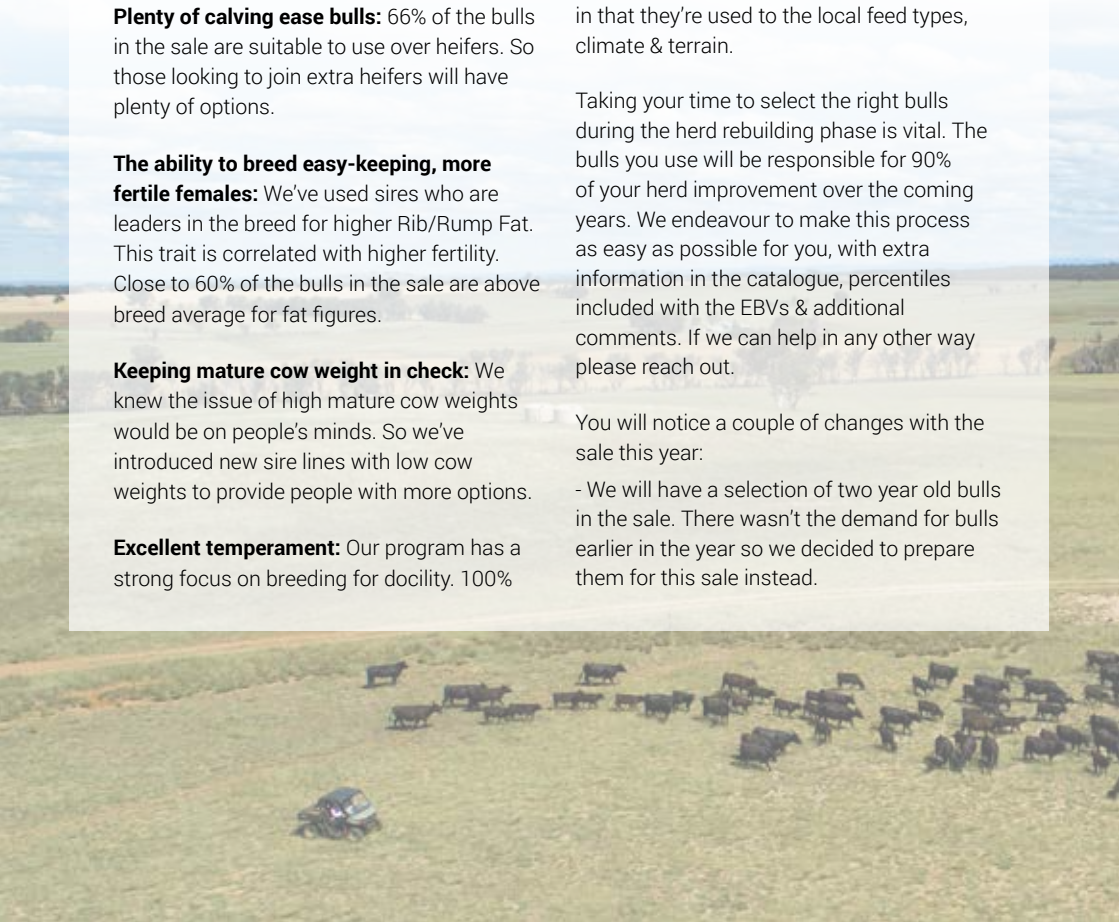 Plenty of calving ease bulls: 66% of the bulls
in the sale are suitable to use over heifers. So
those looking to join extra heifers will have
plenty of options.
The ability to breed easy-keeping, more
fertile females: We’ve used sires who are
leaders in the breed for higher Rib/Rump Fat.
This trait is correlated with higher fertility.
Close to 60% of the bulls in the sale are above
breed average for fat figures.
Keeping mature cow weight in check: We
knew the issue of high mature cow weights
would be on people’s minds. So we’ve
introduced new sire lines with low cow
weights to provide people with more options.
Excellent temperament: Our program has a
strong focus on breeding for docility. 100%
in that they’re used to the local feed types,
climate & terrain.
Taking your time to select the right bulls
during the herd rebuilding phase is vital. The
bulls you use will be responsible for 90%
of your herd improvement over the coming
years. We endeavour to make this process
as easy as possible for you, with extra
information in the catalogue, percentiles
included with the EBVs & additional
comments. If we can help in any other way
please reach out.
You will notice a couple of changes with the
sale this year:
- We will have a selection of two year old bulls
in the sale. There wasn’t the demand for bulls
earlier in the year so we decided to prepare
them for this sale instead.